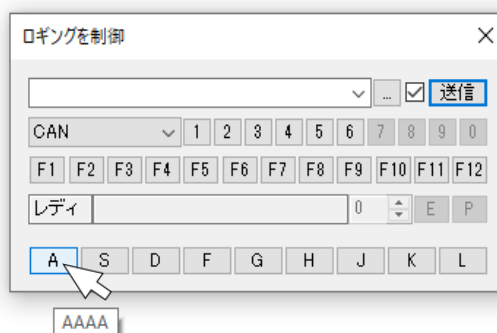 ロギングを制御
... 送信
CAN 1 2 3 4 5 6 7 8 9 0
F1 F2 F3 F4 F5 F6 F7 F8 F9 F10 F11 F12
レディ 0 E P
A S D F G H J K L
AAAA